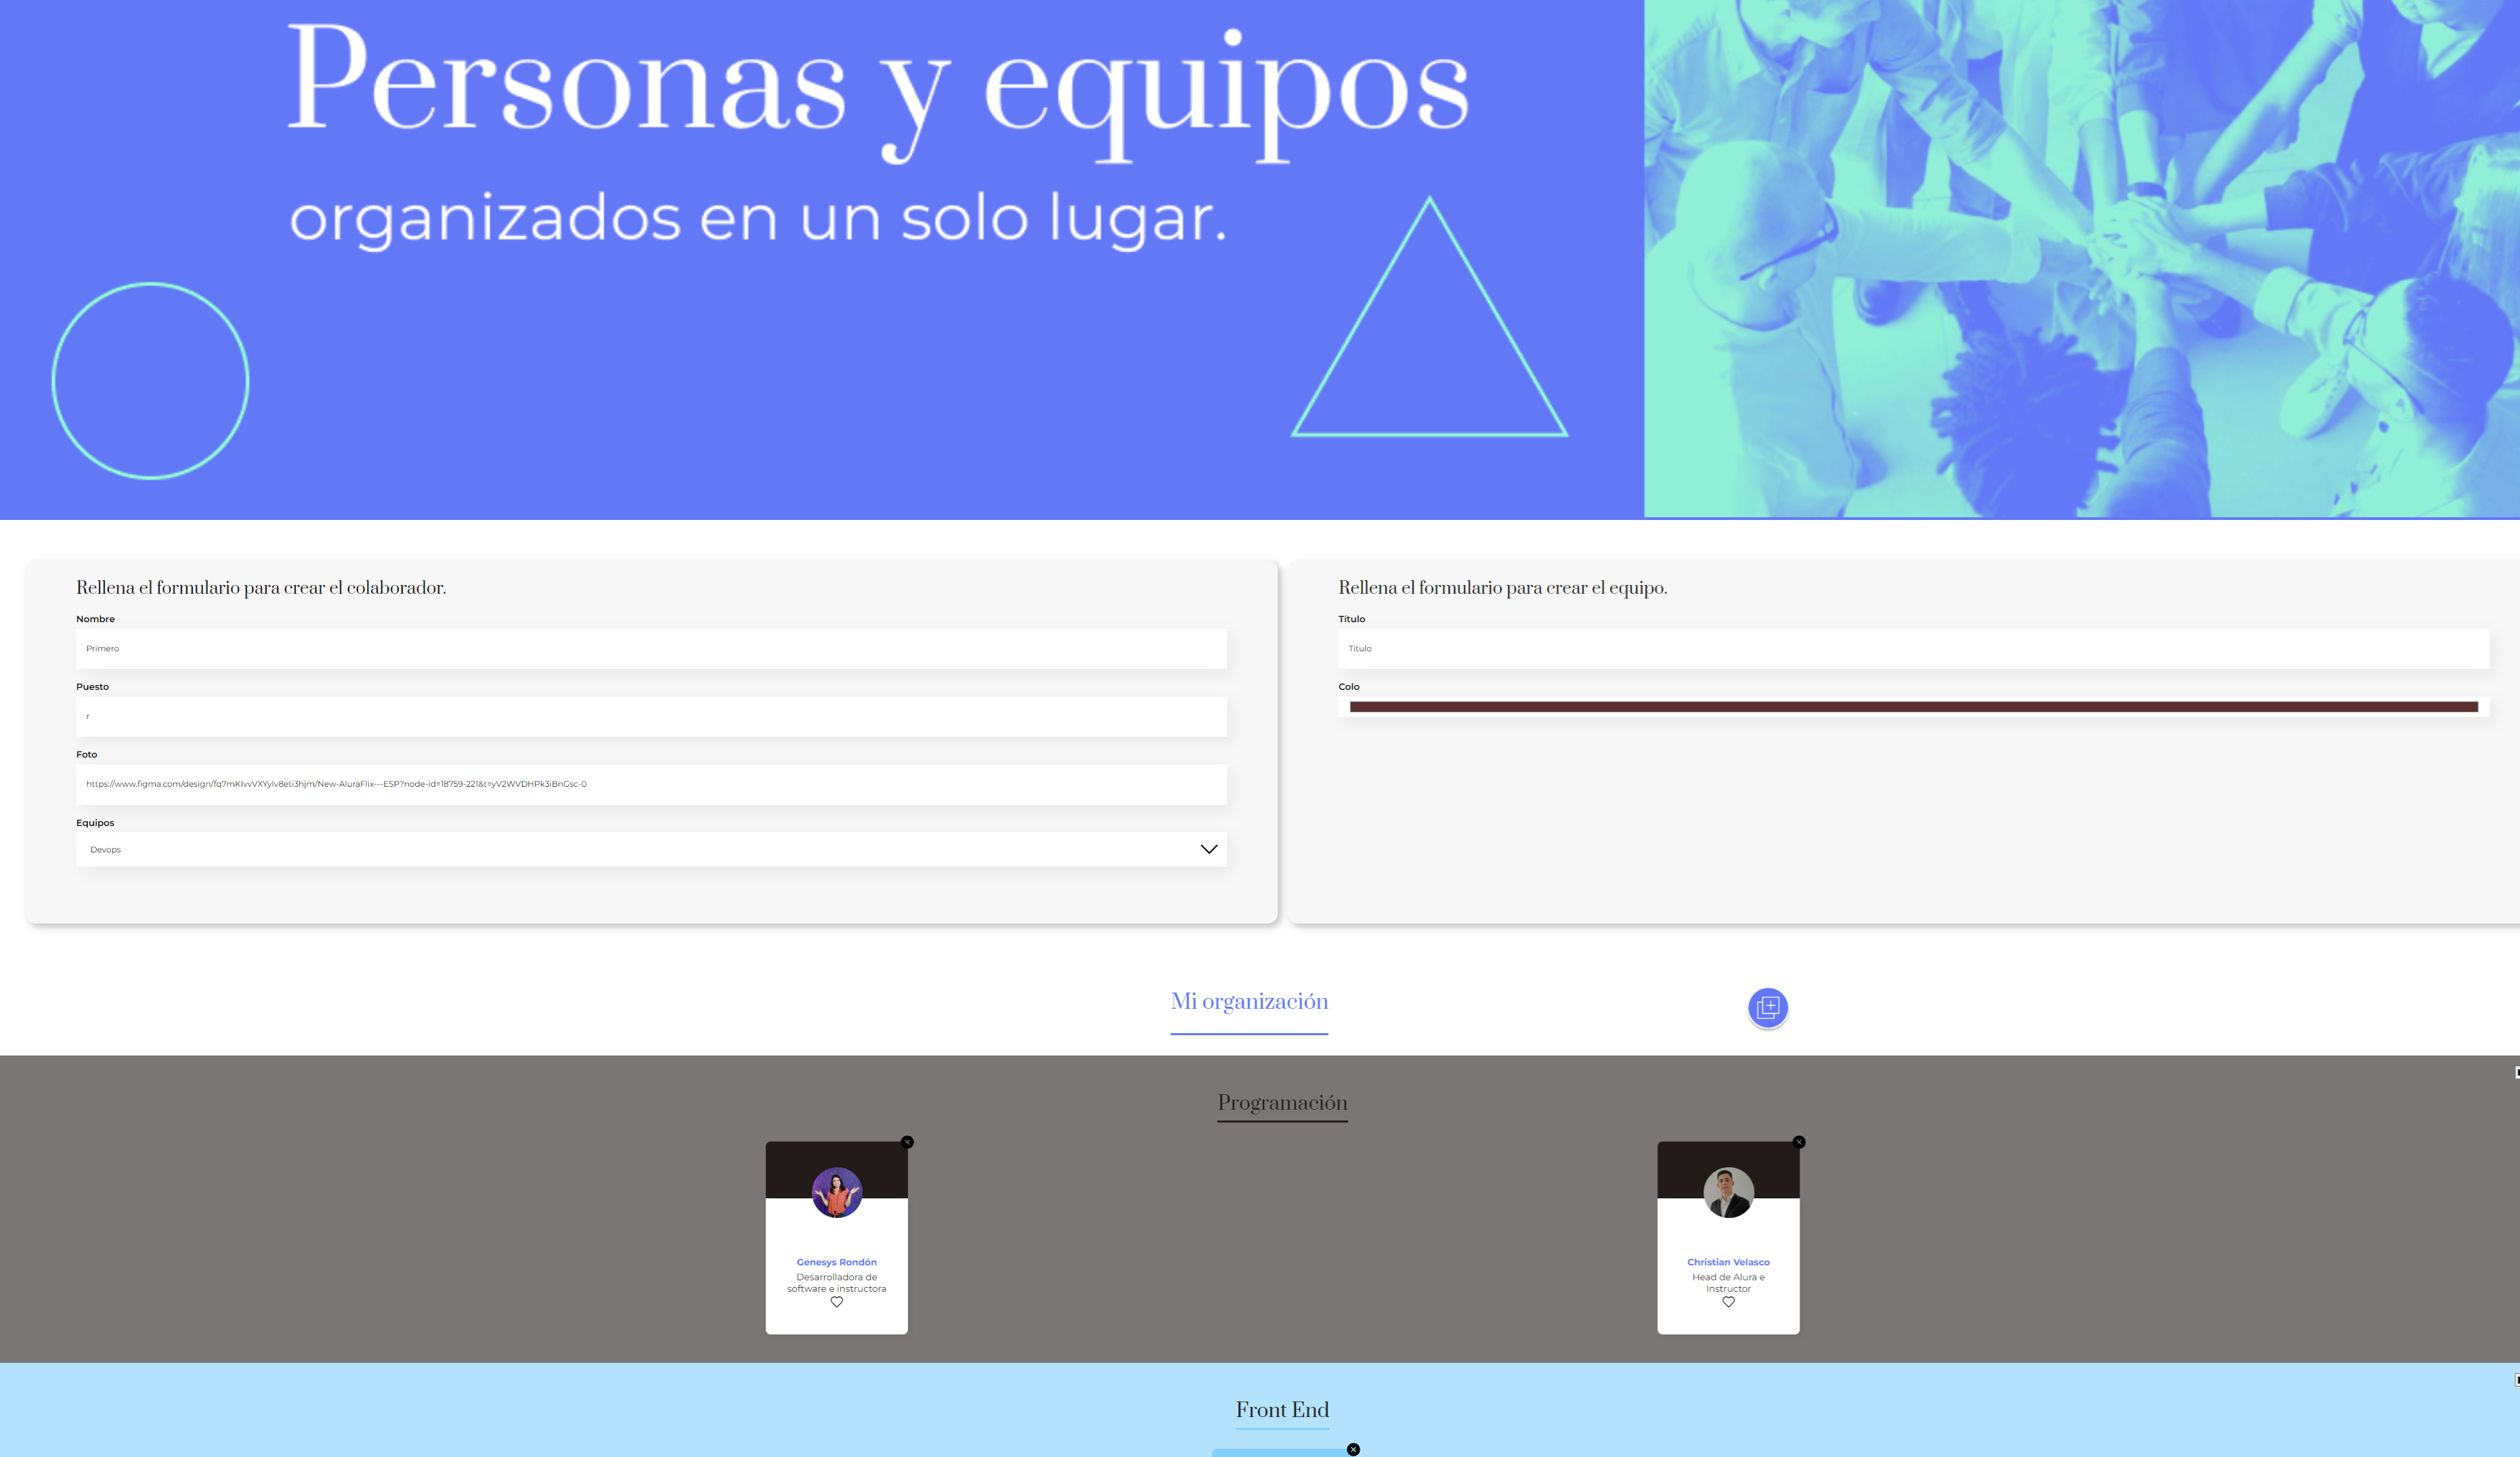 Personas y equipos
organizados en un solo lugar.
Rellena el formulario para crear el colaborador.
Nombre
Primero
Puesto
r
Foto
https://www.figma.com/design/fq7mKIvvVXYylv8eti3hjm/New-AluraFlix---ESP?node-id=18759-221&t=yV2WVDHPk3iBnGsc-0
Equipos
Devops
Rellena el formulario para crear el equipo.
Título
Titulo
Colo
Mi organización
Programación
Genesys Rondón
Desarrolladora de
software e instructora
Christian Velasco
Head de Alura e
Instructor
Front End